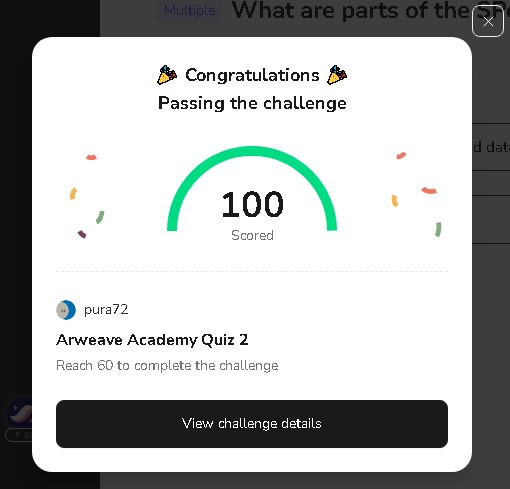 Multiple What are parts of the SPo
Congratulations
Passing the challenge
d dat
100
Scored
pura72
Arweave Academy Quiz 2
Reach 60 to complete the challenge
View challenge details